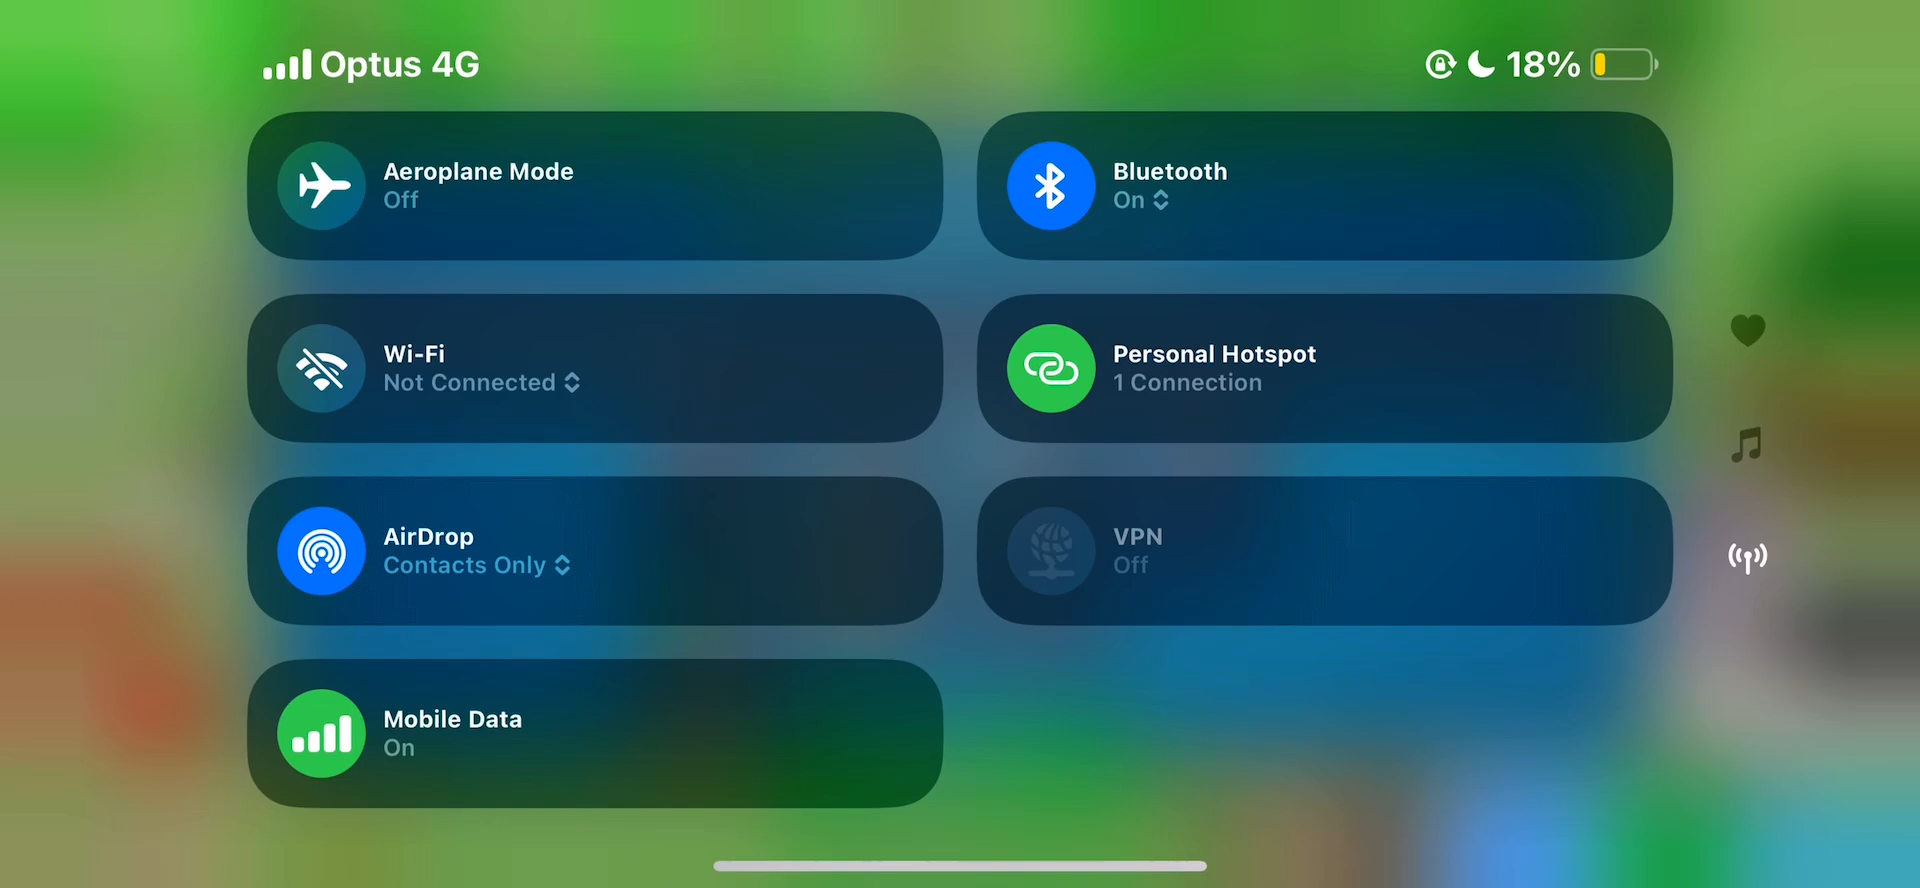 Optus 4G
18%
Aeroplane Mode
Off
Bluetooth
On
Wi-Fi
Not Connected
Personal Hotspot
1 Connection
AirDrop
Contacts Only
VPN
Off
Mobile Data
On